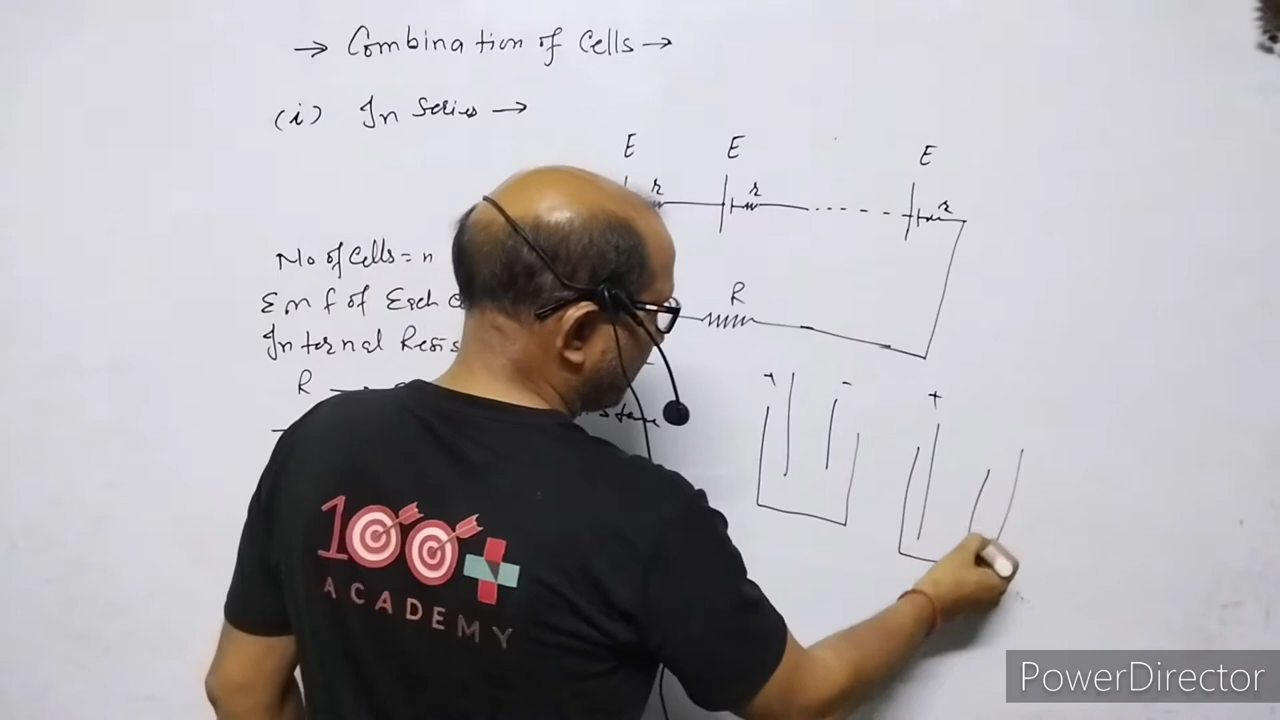 → Combination of Cells →
(i) In Series →
E E E
r r r
No of Cells = n
Emf of Each
Internal Resis
R
R →
+ - +
100+
ACADEMY
PowerDirector